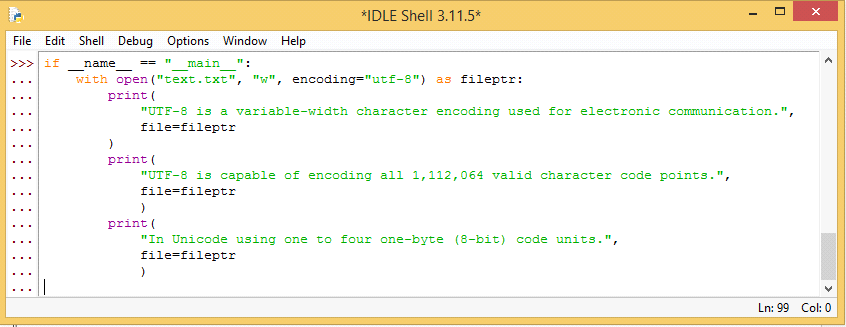 *IDLE Shell 3.11.5*
File Edit Shell Debug Options Window Help
>>> if __name__ == "__main__":
...     with open("text.txt", "w", encoding="utf-8") as fileptr:
...         print(
...             "UTF-8 is a variable-width character encoding used for electronic communication.",
...             file=fileptr
...         )
...         print(
...             "UTF-8 is capable of encoding all 1,112,064 valid character code points.",
...             file=fileptr
...             )
...         print(
...             "In Unicode using one to four one-byte (8-bit) code units.",
...             file=fileptr
...             )
...
Ln: 99 Col: 0